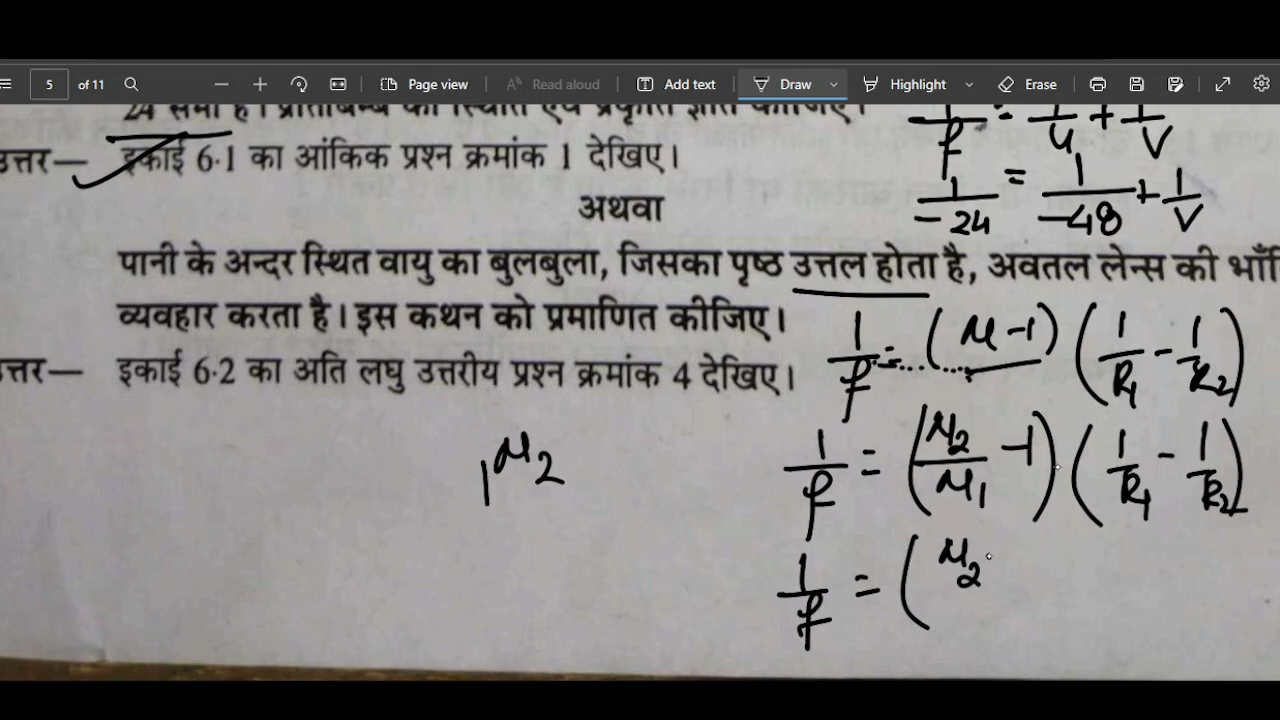 5 of 11 Page view Read aloud Add text Draw Highlight Erase
उत्तर— इकाई 6·1 का आंकिक प्रश्न क्रमांक 1 देखिए।
1/f = 1/u + 1/v
1/-24 = 1/-48 + 1/v
अथवा
पानी के अन्दर स्थित वायु का बुलबुला, जिसका पृष्ठ उत्तल होता है, अवतल लेन्स की
व्यवहार करता है। इस कथन को प्रमाणित कीजिए।
1/f = (μ-1) (1/R1 - 1/R2)
इकाई 6·2 का अति लघु उत्तरीय प्रश्न क्रमांक 4 देखिए।
1μ2
1/f = (μ2/μ1 - 1) (1/R1 - 1/R2)
1/f = ( μ2